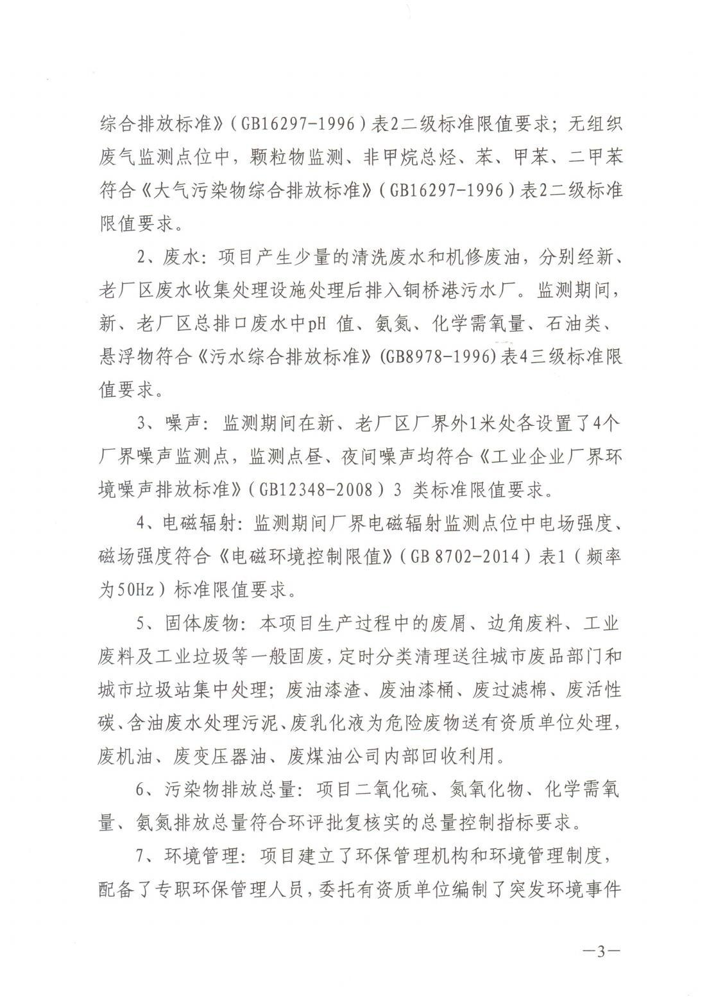 综合排放标准》(GB16297-1996)表2二级标准限值要求；无组织
废气监测点位中，颗粒物监测、非甲烷总烃、苯、甲苯、二甲苯
符合《大气污染物综合排放标准》(GB16297-1996)表2二级标准
限值要求。
2、废水：项目产生少量的清洗废水和机修废油，分别经新、
老厂区废水收集处理设施处理后排入铜桥港污水厂。监测期间，
新、老厂区总排口废水中pH 值、氨氮、化学需氧量、石油类、
悬浮物符合《污水综合排放标准》(GB8978-1996)表4三级标准限
值要求。
3、噪声：监测期间在新、老厂区厂界外1米处各设置了4个
厂界噪声监测点，监测点昼、夜间噪声均符合《工业企业厂界环
境噪声排放标准》(GB12348-2008) 3 类标准限值要求。
4、电磁辐射：监测期间厂界电磁辐射监测点位中电场强度、
磁场强度符合《电磁环境控制限值》(GB 8702-2014)表1(频率
为50Hz)标准限值要求。
5、固体废物：本项目生产过程中的废屑、边角废料、工业
废料及工业垃圾等一般固废,定时分类清理送往城市废品部门和
城市垃圾站集中处理；废油漆渣、废油漆桶、废过滤棉、废活性
碳、含油废水处理污泥、废乳化液为危险废物送有资质单位处理，
废机油、废变压器油、废煤油公司内部回收利用。
6、污染物排放总量：项目二氧化硫、氮氧化物、化学需氧
量、氨氮排放总量符合环评批复核实的总量控制指标要求。
7、环境管理：项目建立了环保管理机构和环境管理制度，
配备了专职环保管理人员,委托有资质单位编制了突发环境事件
—3—